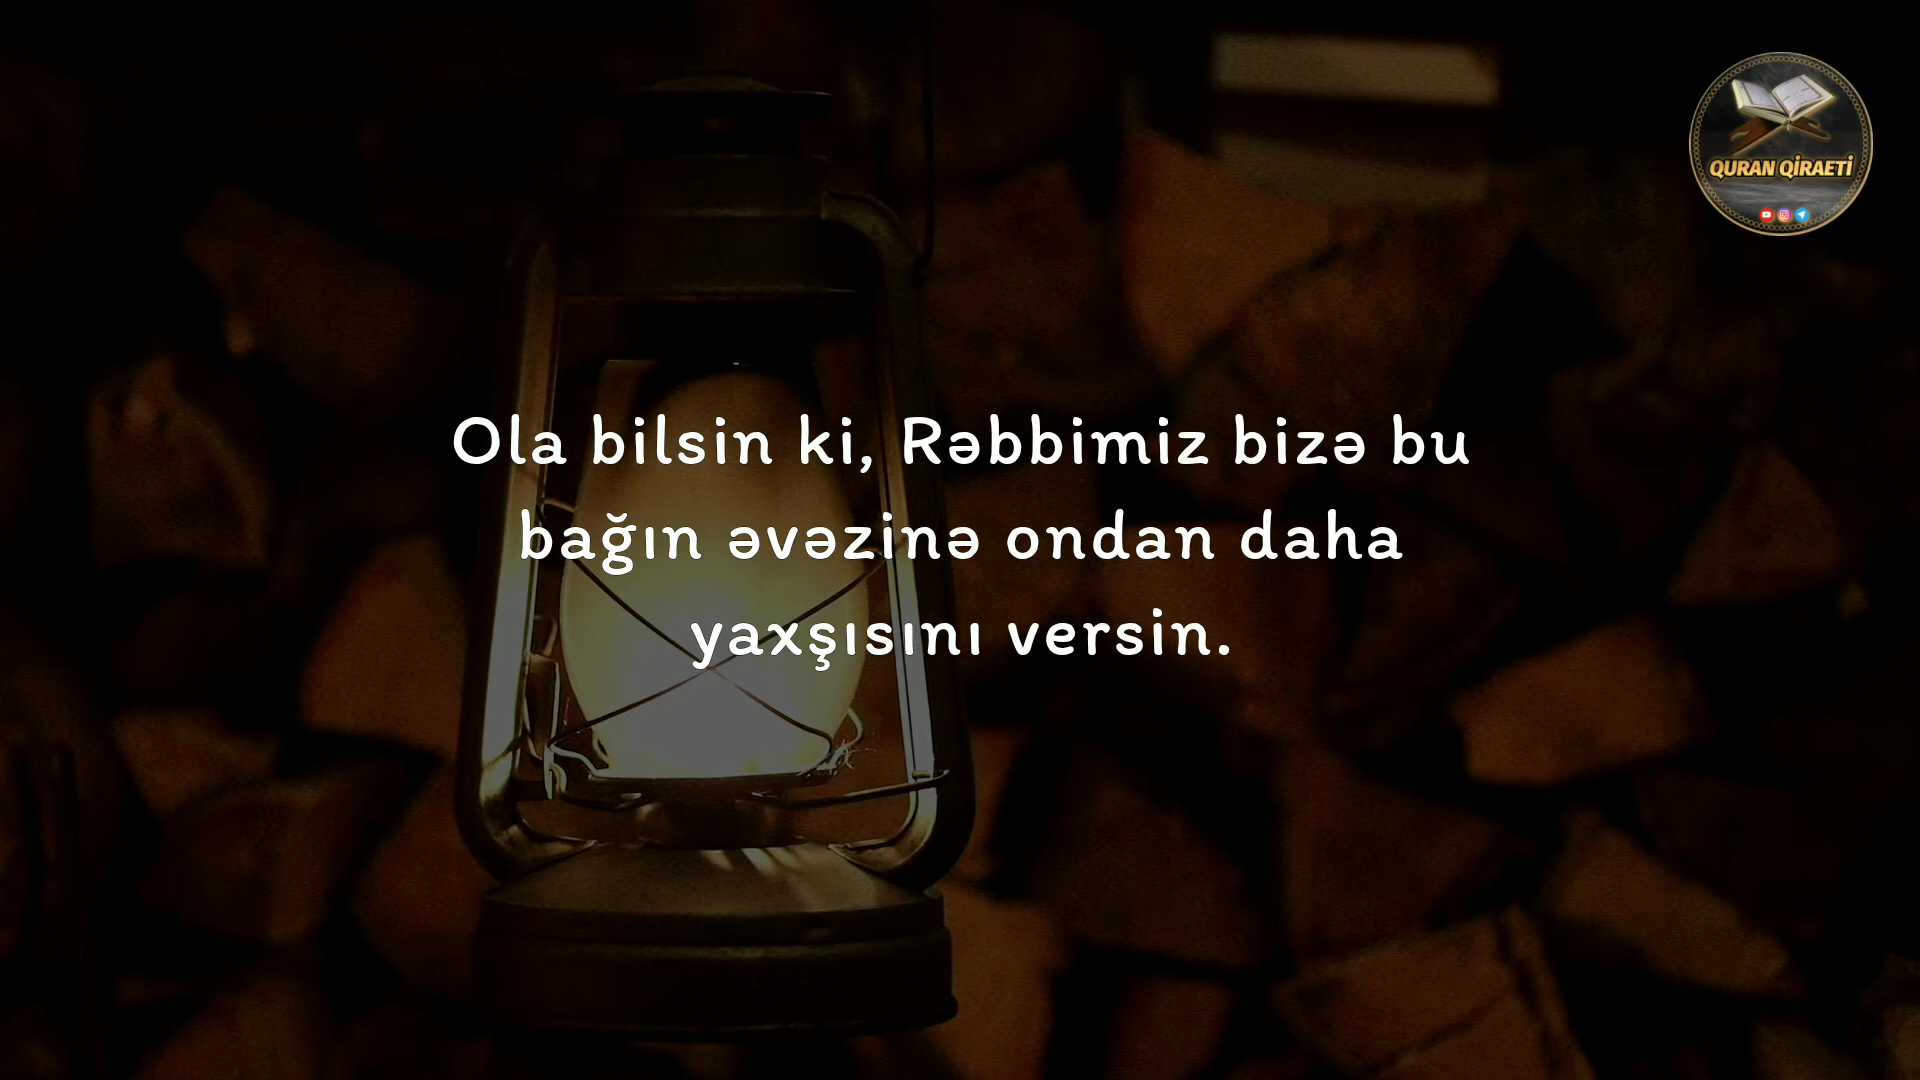 QURAN QİRAETİ
Ola bilsin ki, Rəbbimiz bizə bu
bağın əvəzinə ondan daha
yaxşısını versin.